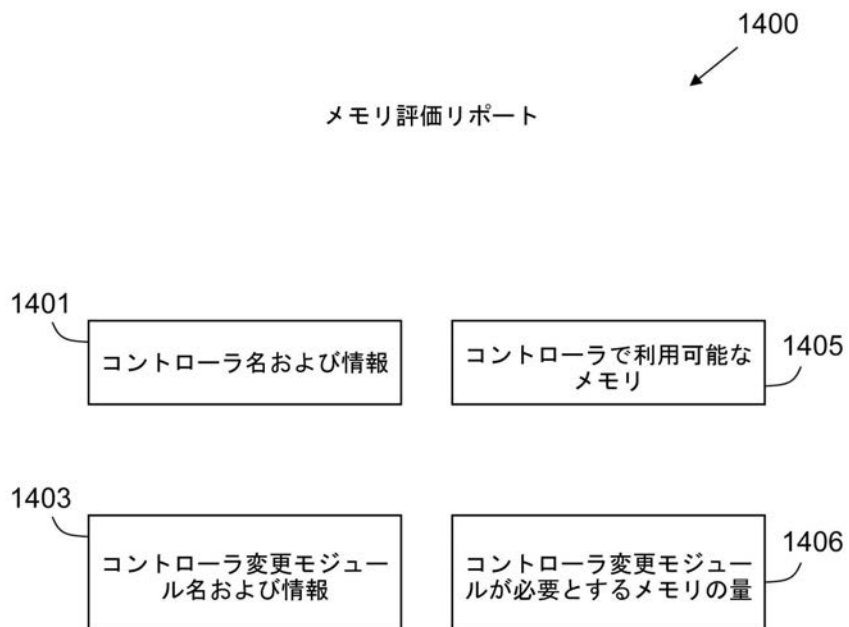 1400
メモリ評価リポート
1401
コントローラ名および情報
コントローラで利用可能な
メモリ
1405
1403
コントローラ変更モジュー
ル名および情報
コントローラ変更モジュー
ルが必要とするメモリの量
1406